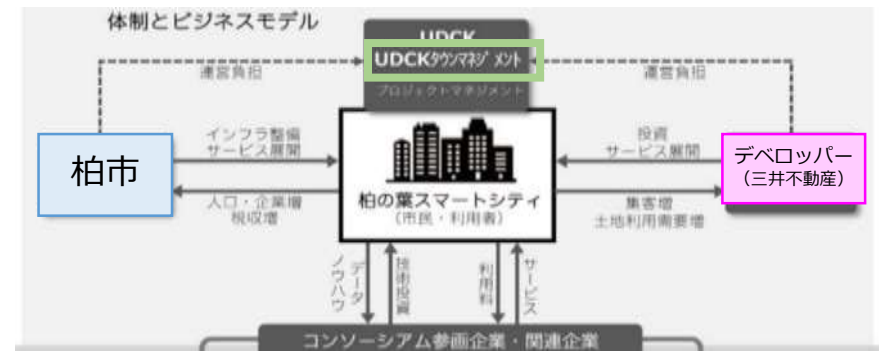 体制とビジネスモデル
UDCK
UDCKタウンマネジメント
プロジェクトマネジメント
運営負担
運営負担
柏市
インフラ整備
サービス展開
人口・企業増
税収増
柏の葉スマートシティ
(市民・利用者)
投資
サービス展開
集客増
土地利用需要増
デベロッパー
(三井不動産)
データ
ノウハウ
技術投資
利用料
サービス
コンソーシアム参画企業・関連企業